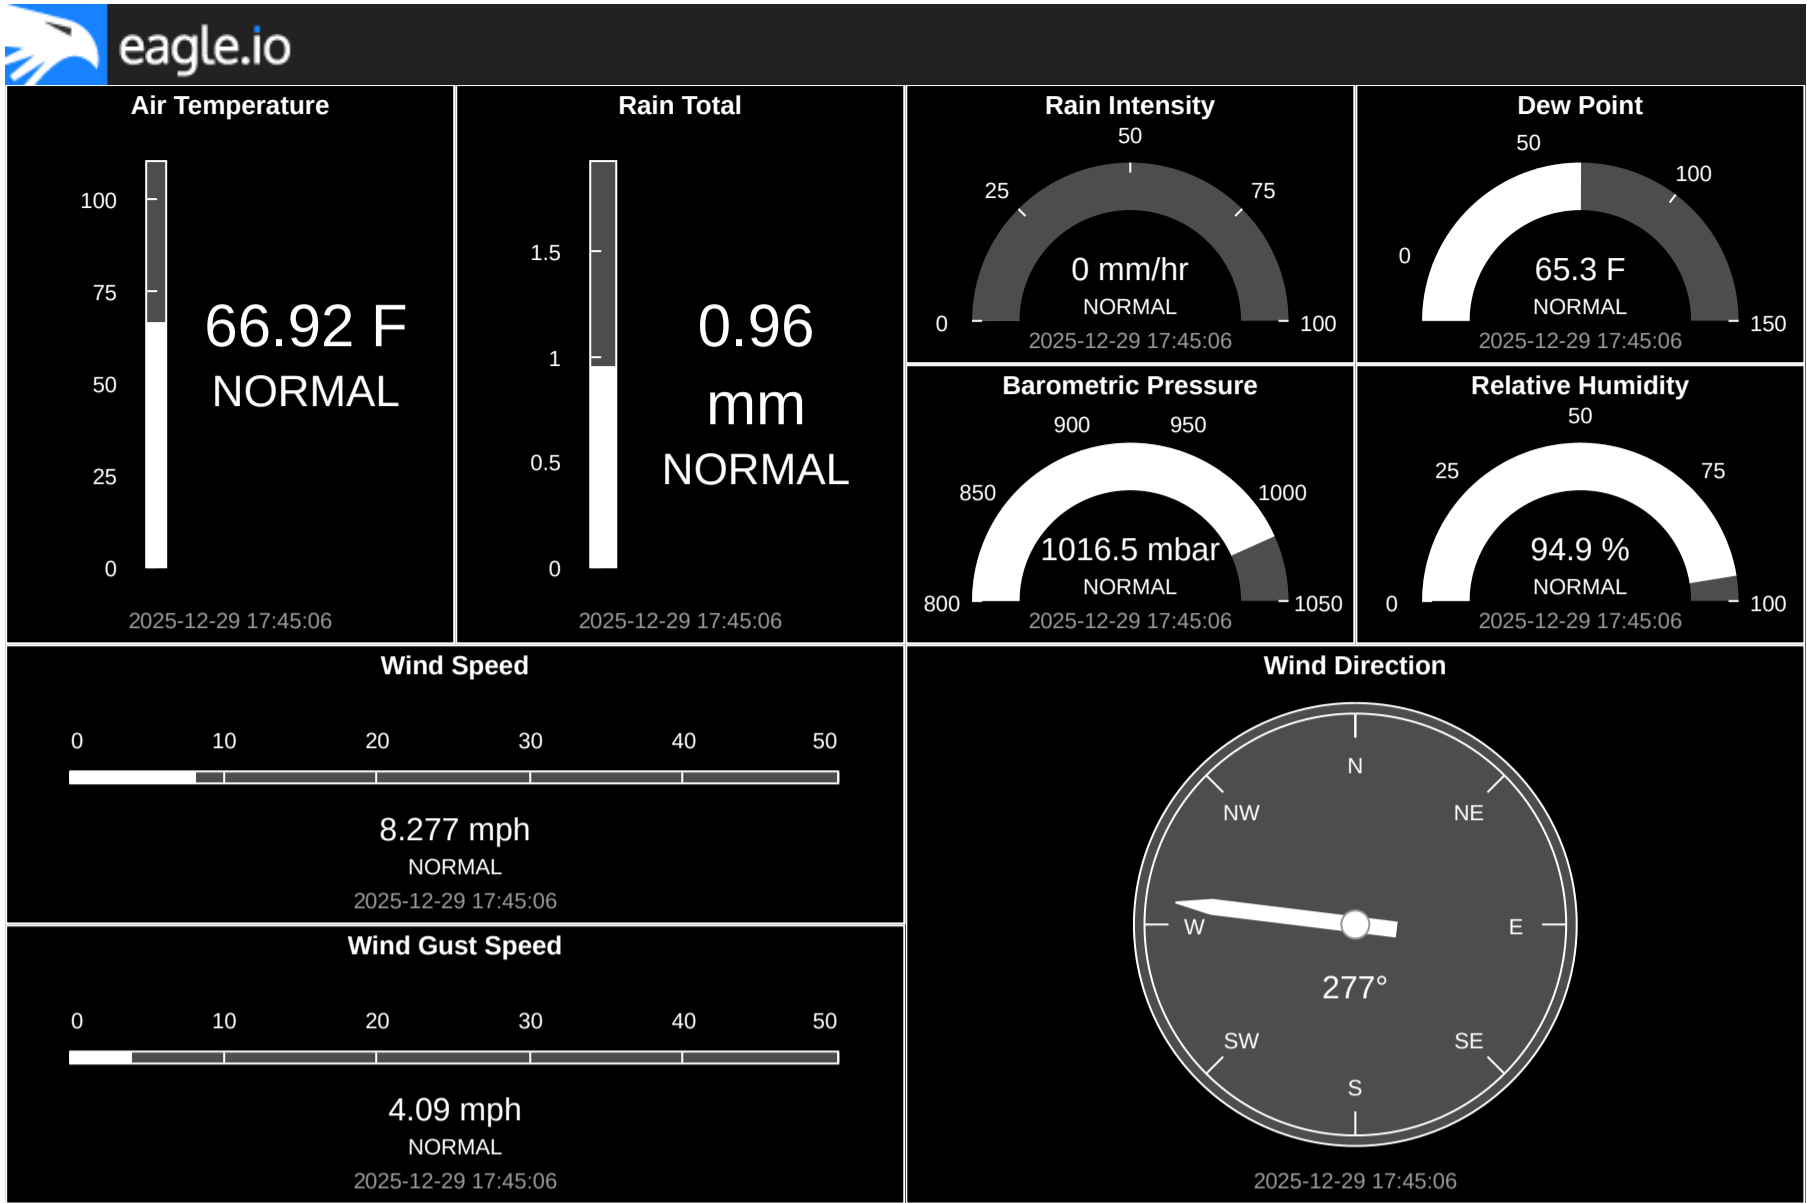 eagle.io
Air Temperature
100
75
50
25
0
66.92 F
NORMAL
2025-12-29 17:45:06
Rain Total
1.5
1
0.5
0
0.96
mm
NORMAL
2025-12-29 17:45:06
Rain Intensity
0
25
50
75
100
0 mm/hr
NORMAL
2025-12-29 17:45:06
Dew Point
0
50
100
150
65.3 F
NORMAL
2025-12-29 17:45:06
Barometric Pressure
800
850
900
950
1000
1050
1016.5 mbar
NORMAL
2025-12-29 17:45:06
Relative Humidity
0
25
50
75
100
94.9 %
NORMAL
2025-12-29 17:45:06
Wind Speed
0 10 20 30 40 50
8.277 mph
NORMAL
2025-12-29 17:45:06
Wind Gust Speed
0 10 20 30 40 50
4.09 mph
NORMAL
2025-12-29 17:45:06
Wind Direction
N
NW NE
W E
277°
SW SE
S
2025-12-29 17:45:06